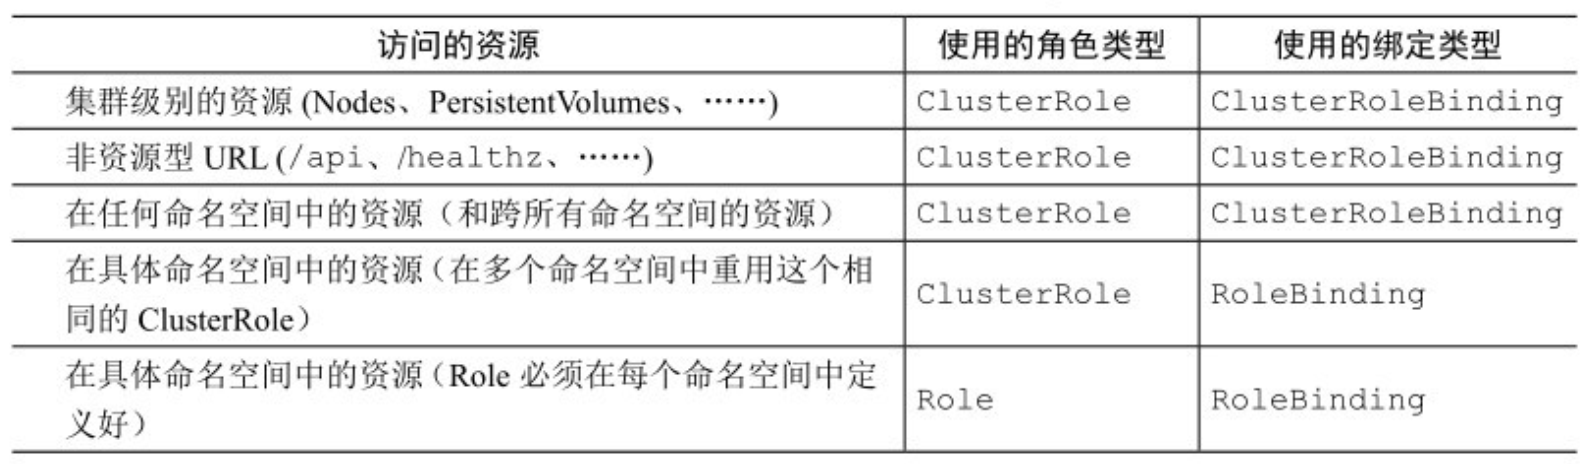 访问的资源 使用的角色类型 使用的绑定类型
集群级别的资源 (Nodes、PersistentVolumes、……) ClusterRole ClusterRoleBinding
非资源型 URL (/api、/healthz、……) ClusterRole ClusterRoleBinding
在任何命名空间中的资源（和跨所有命名空间的资源） ClusterRole ClusterRoleBinding
在具体命名空间中的资源（在多个命名空间中重用这个相
同的 ClusterRole） ClusterRole RoleBinding
在具体命名空间中的资源（Role 必须在每个命名空间中定
义好） Role RoleBinding